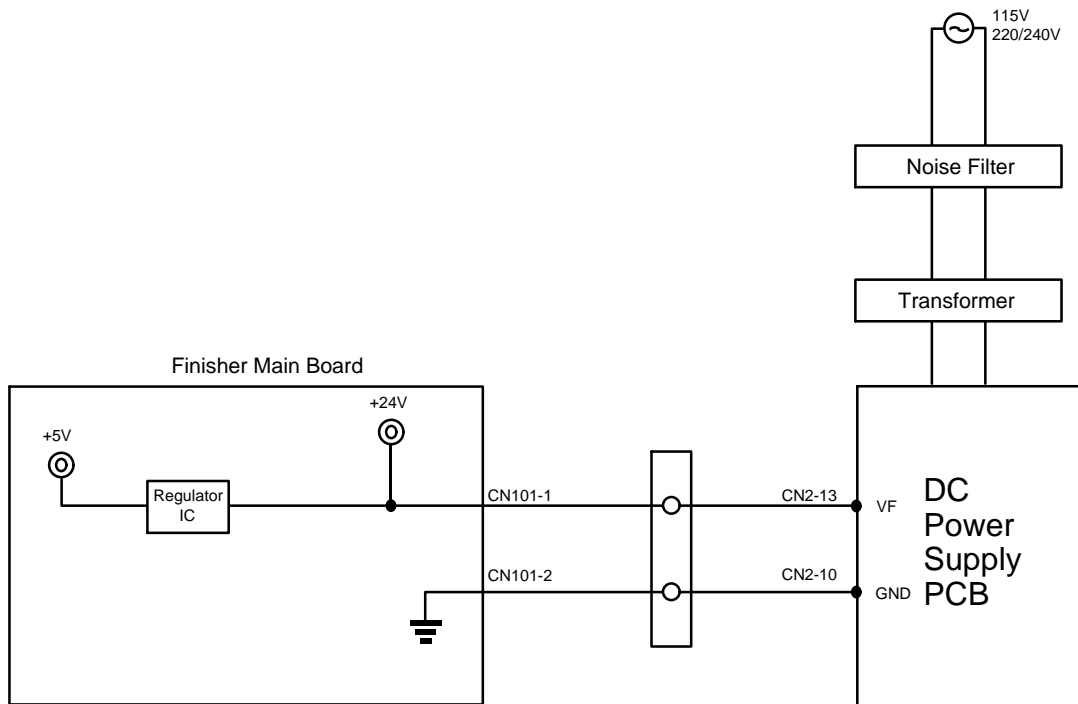 115V
220/240V
Noise Filter
Transformer
Finisher Main Board
+24V
+5V
Regulator
IC
CN101-1
CN2-13
VF
DC
Power
Supply
PCB
CN101-2
CN2-10
GND